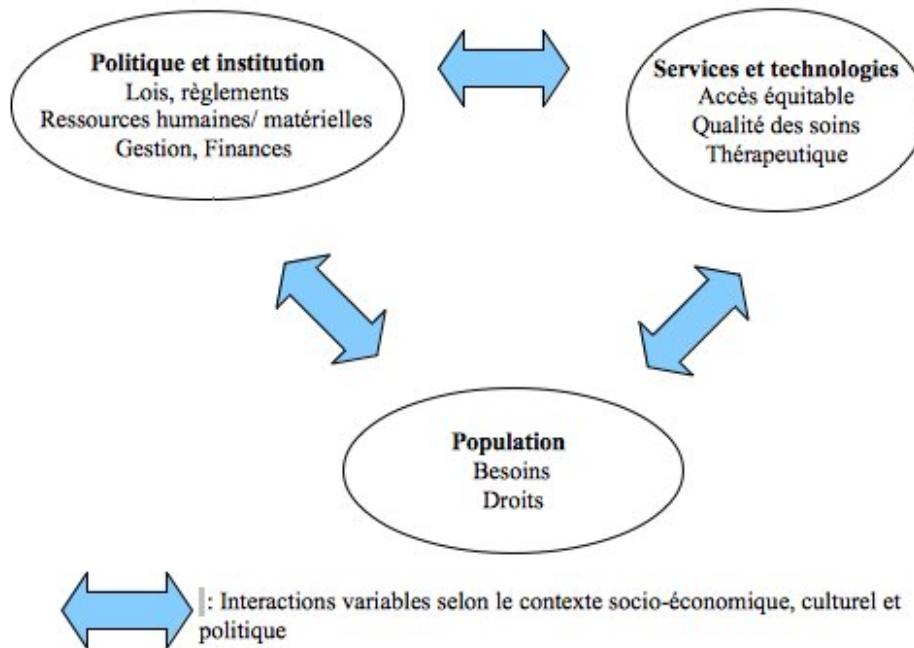 Politique et institution
Lois, règlements
Ressources humaines/ matérielles
Gestion, Finances
Services et technologies
Accès équitable
Qualité des soins
Thérapeutique
Population
Besoins
Droits
: Interactions variables selon le contexte socio-économique, culturel et
politique